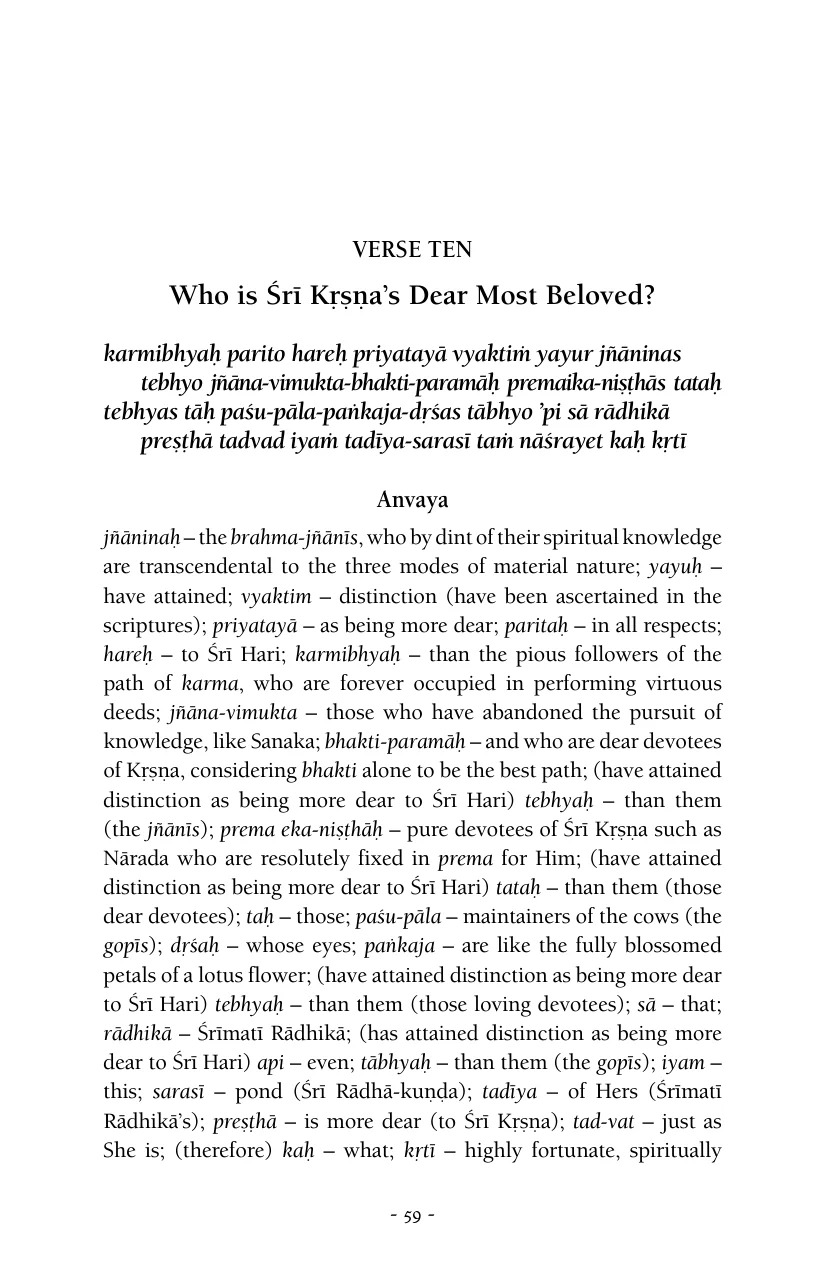 VERSE TEN
Who is Śrī Kṛṣṇa’s Dear Most Beloved?
karmibhyaḥ parito hareḥ priyatayā vyaktiṁ yayur jñāninas
tebhyo jñāna-vimukta-bhakti-paramāḥ premaika-niṣṭhās tataḥ
tebhyas tāḥ paśu-pāla-paṅkaja-dṛśas tābhyo ’pi sā rādhikā
preṣṭhā tadvad iyaṁ tadīya-sarasī taṁ nāśrayet kaḥ kṛtī
Anvaya
jñāninaḥ – the brahma-jñānīs, who by dint of their spiritual knowledge
are transcendental to the three modes of material nature; yayuḥ –
have attained; vyaktim – distinction (have been ascertained in the
scriptures); priyatayā – as being more dear; paritaḥ – in all respects;
hareḥ – to Śrī Hari; karmibhyaḥ – than the pious followers of the
path of karma, who are forever occupied in performing virtuous
deeds; jñāna-vimukta – those who have abandoned the pursuit of
knowledge, like Sanaka; bhakti-paramāḥ – and who are dear devotees
of Kṛṣṇa, considering bhakti alone to be the best path; (have attained
distinction as being more dear to Śrī Hari) tebhyaḥ – than them
(the jñānīs); prema eka-niṣṭhāḥ – pure devotees of Śrī Kṛṣṇa such as
Nārada who are resolutely fixed in prema for Him; (have attained
distinction as being more dear to Śrī Hari) tataḥ – than them (those
dear devotees); taḥ – those; paśu-pāla – maintainers of the cows (the
gopīs); dṛśaḥ – whose eyes; paṅkaja – are like the fully blossomed
petals of a lotus flower; (have attained distinction as being more dear
to Śrī Hari) tebhyaḥ – than them (those loving devotees); sā – that;
rādhikā – Śrīmatī Rādhikā; (has attained distinction as being more
dear to Śrī Hari) api – even; tābhyaḥ – than them (the gopīs); iyam –
this; sarasī – pond (Śrī Rādhā-kuṇḍa); tadīya – of Hers (Śrīmatī
Rādhikā’s); preṣṭhā – is more dear (to Śrī Kṛṣṇa); tad-vat – just as
She is; (therefore) kaḥ – what; kṛtī – highly fortunate, spiritually
- 59 -